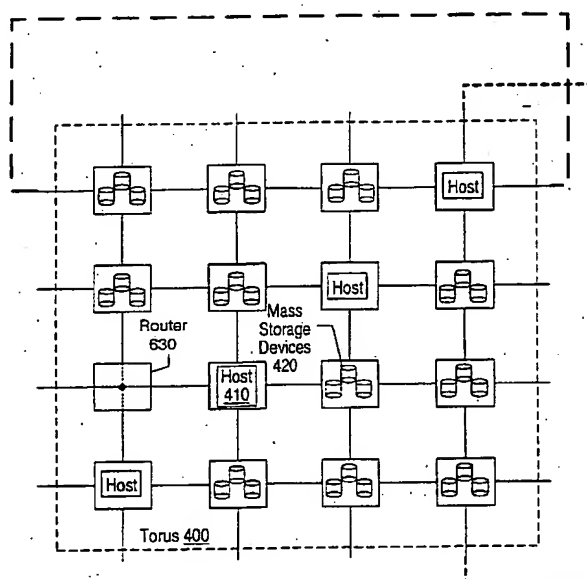 Host
Host
Mass
Storage
Devices
420
Router
630
Host
410
Host
Torus 400